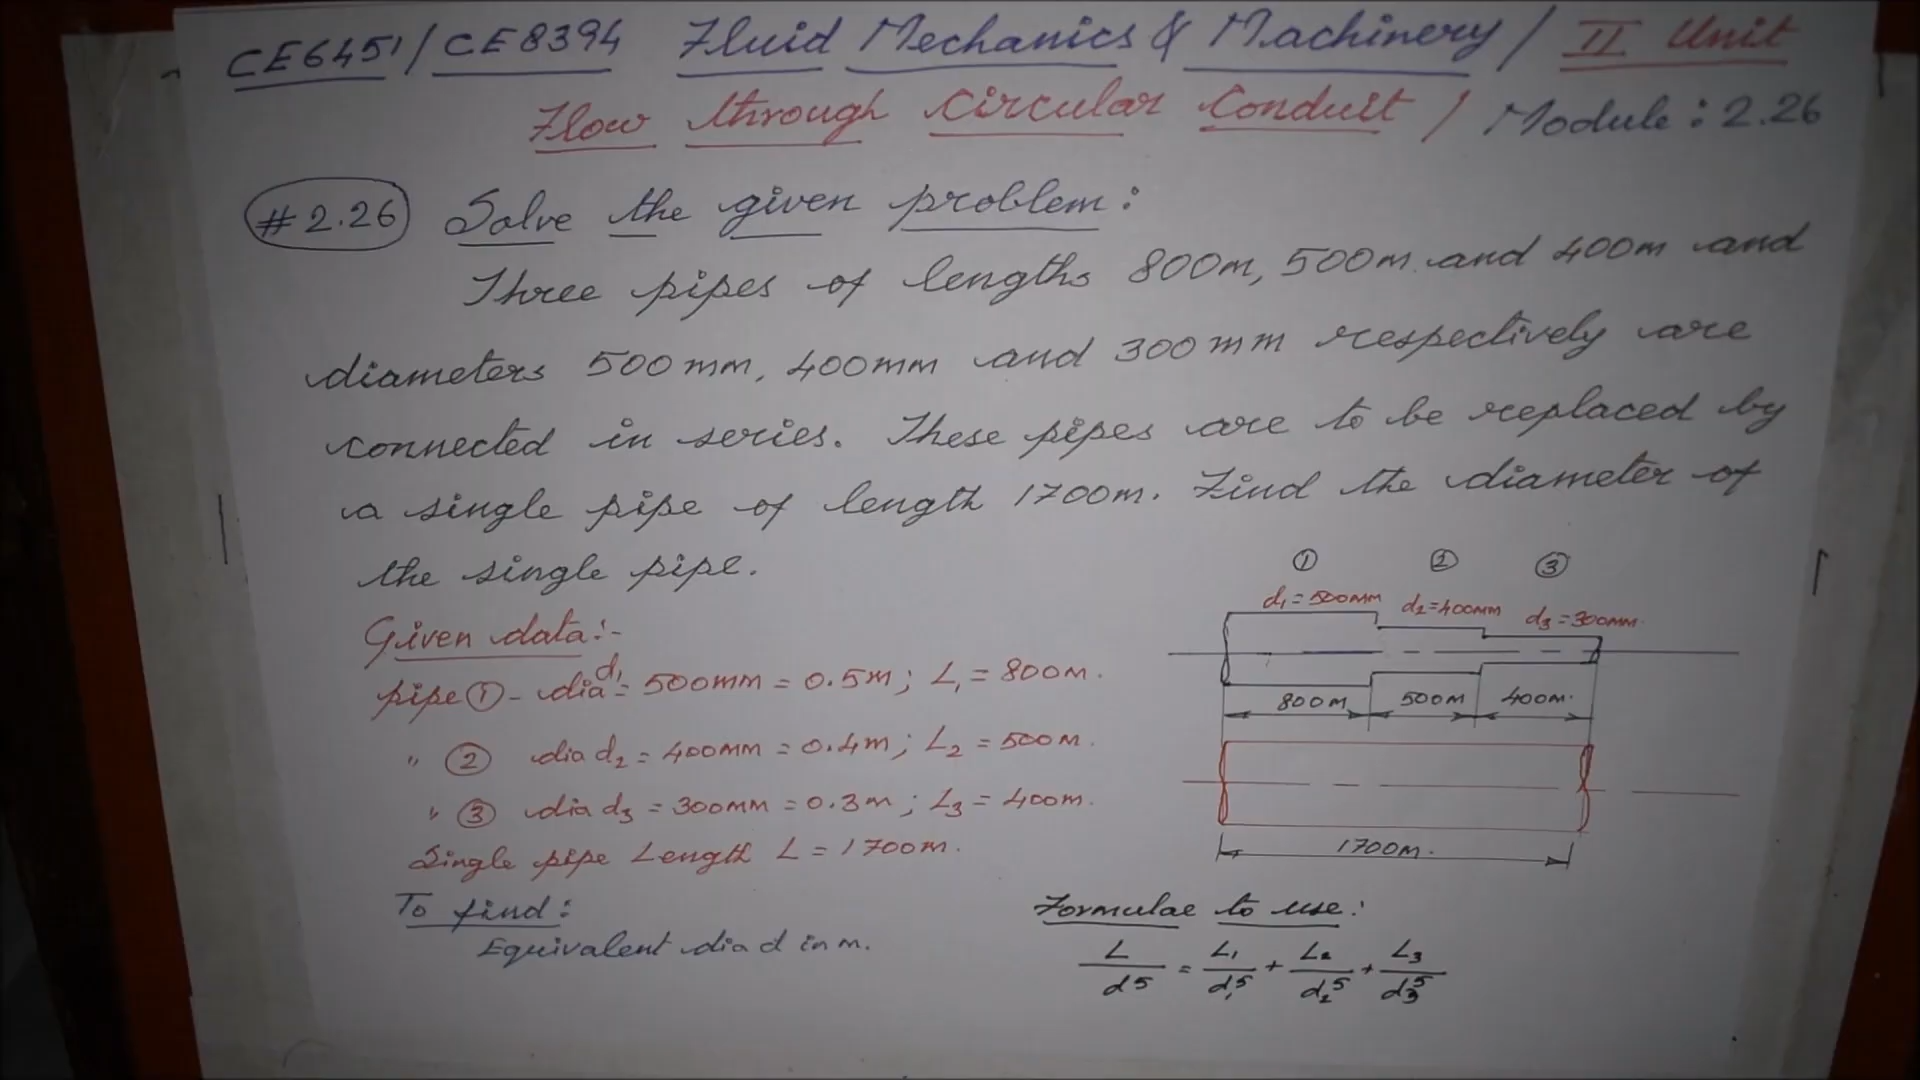 CE6451/CE8394 Fluid Mechanics & Machinery / II Unit
Flow through Circular Conduit / Module: 2.26
#2.26 Solve the given problem:
Three pipes of lengths 800m, 500m and 400m and
diameters 500mm, 400mm and 300mm respectively are
connected in series. These pipes are to be replaced by
a single pipe of length 1700m. Find the diameter of
the single pipe.
① ② ③
d₁=500mm d₂=400mm d₃=300mm.
800m 500m 400m.
1700m.
Given data:-
pipe ① - dia d₁ = 500mm = 0.5m; L₁ = 800m.
" ② dia d₂ = 400mm = 0.4m; L₂ = 500m.
" ③ dia d₃ = 300mm = 0.3m; L₃ = 400m.
Single pipe Length L = 1700m.
To find:
Equivalent dia d in m.
Formulae to use:
L/d⁵ = L₁/d₁⁵ + L₂/d₂⁵ + L₃/d₃⁵